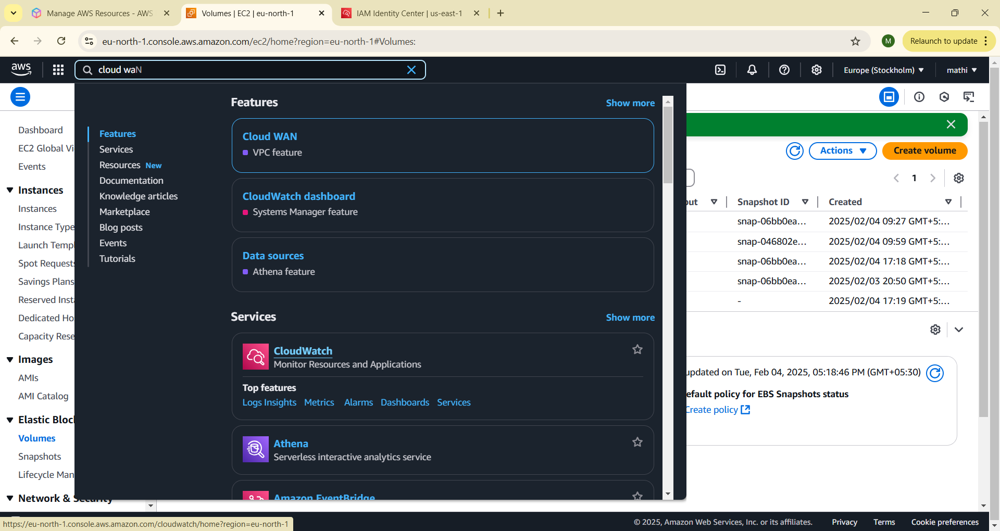 Manage AWS Resources - AWS
Volumes | EC2 | eu-north-1
IAM Identity Center | us-east-1
eu-north-1.console.aws.amazon.com/ec2/home?region=eu-north-1#Volumes:
M
Relaunch to update
aws
cloud waN
Europe (Stockholm)
mathi
Dashboard
EC2 Global Vi
Events
Instances
Instances
Instance Type
Launch Templ
Spot Requests
Savings Plans
Reserved Insta
Dedicated Ho
Capacity Rese
Images
AMIs
AMI Catalog
Elastic Block
Volumes
Snapshots
Lifecycle Man
Network & Security
Features
Services
Resources New
Documentation
Knowledge articles
Marketplace
Blog posts
Events
Tutorials
Features
Show more
Cloud WAN
VPC feature
CloudWatch dashboard
Systems Manager feature
Data sources
Athena feature
Services
Show more
CloudWatch
Monitor Resources and Applications
Top features
Logs Insights Metrics Alarms Dashboards Services
Athena
Serverless interactive analytics service
Amazon EventBridge
Actions
Create volume
1
out Snapshot ID Created
snap-06bb0ea... 2025/02/04 09:27 GMT+5:...
snap-046802e... 2025/02/04 09:59 GMT+5:...
snap-06bb0ea... 2025/02/04 17:18 GMT+5:...
snap-06bb0ea... 2025/02/03 20:50 GMT+5:...
- 2025/02/04 17:19 GMT+5:...
updated on Tue, Feb 04, 2025, 05:18:46 PM (GMT+05:30)
efault policy for EBS Snapshots status
Create policy
https://eu-north-1.console.aws.amazon.com/cloudwatch/home?region=eu-north-1
© 2025, Amazon Web Services, Inc. or its affiliates.
Privacy
Terms
Cookie preferences